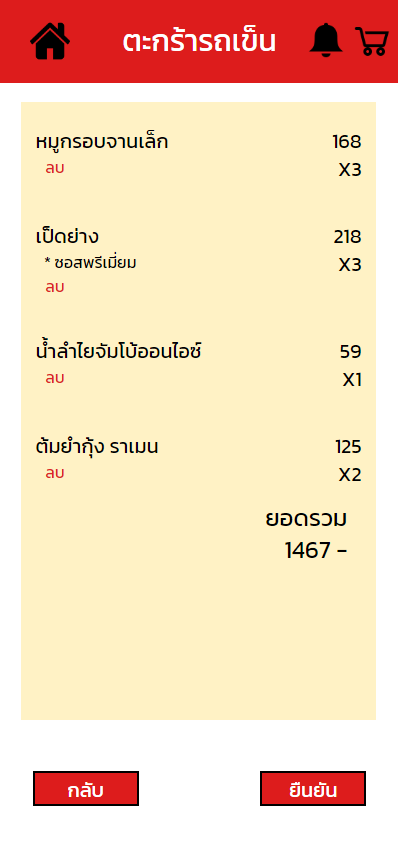 ตะกร้ารถเข็น
หมูกรอบจานเล็ก 168
ลบ X3
เป็ดย่าง 218
* ซอสพรีเมี่ยม X3
ลบ
น้ำลำไยจัมโบ้ออนไอซ์ 59
ลบ X1
ต้มยำกุ้ง ราเมน 125
ลบ X2
ยอดรวม
1467 -
กลับ ยืนยัน